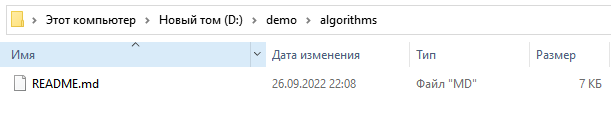 Этот компьютер > Новый том (D:) > demo > algorithms
Имя Дата изменения Тип Размер
README.md 26.09.2022 22:08 Файл "MD" 7 КБ